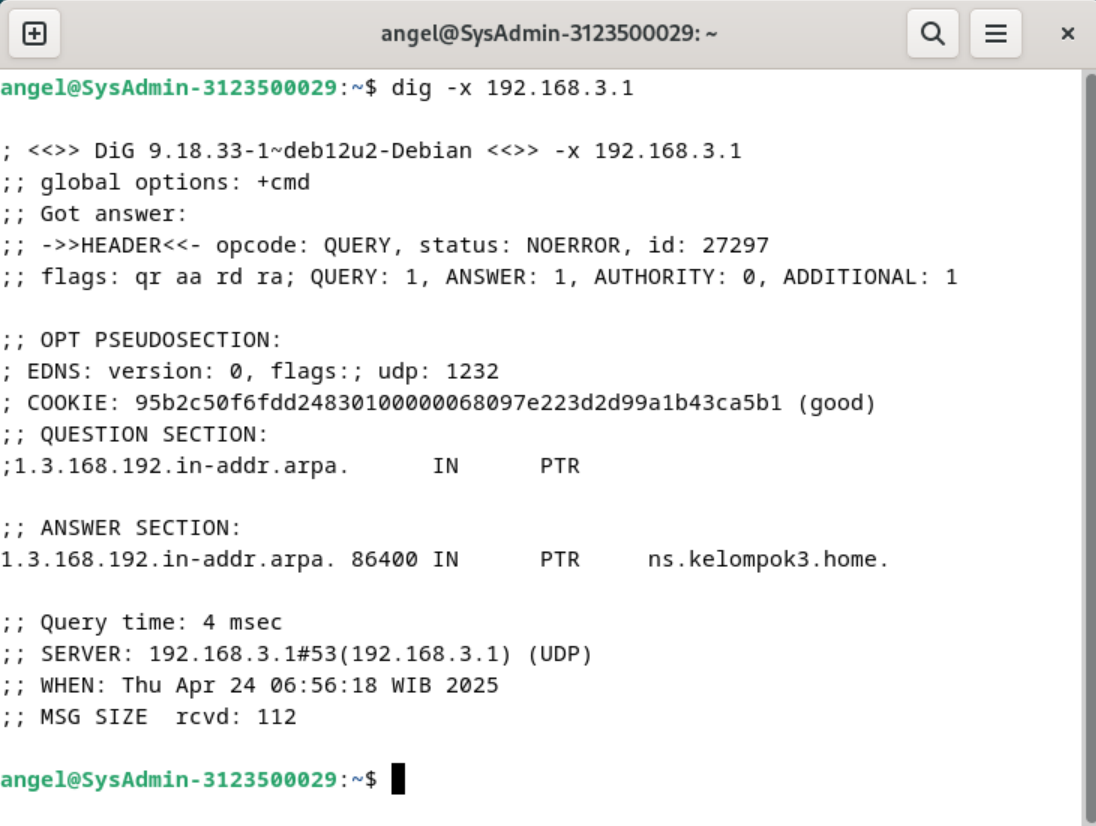 angel@SysAdmin-3123500029: ~
angel@SysAdmin-3123500029:~$ dig -x 192.168.3.1
; <<>> DiG 9.18.33-1~deb12u2-Debian <<>> -x 192.168.3.1
;; global options: +cmd
;; Got answer:
;; ->>HEADER<<- opcode: QUERY, status: NOERROR, id: 27297
;; flags: qr aa rd ra; QUERY: 1, ANSWER: 1, AUTHORITY: 0, ADDITIONAL: 1
;; OPT PSEUDOSECTION:
; EDNS: version: 0, flags:; udp: 1232
; COOKIE: 95b2c50f6fdd24830100000068097e223d2d99a1b43ca5b1 (good)
;; QUESTION SECTION:
;1.3.168.192.in-addr.arpa.      IN      PTR
;; ANSWER SECTION:
1.3.168.192.in-addr.arpa. 86400 IN      PTR     ns.kelompok3.home.
;; Query time: 4 msec
;; SERVER: 192.168.3.1#53(192.168.3.1) (UDP)
;; WHEN: Thu Apr 24 06:56:18 WIB 2025
;; MSG SIZE  rcvd: 112
angel@SysAdmin-3123500029:~$